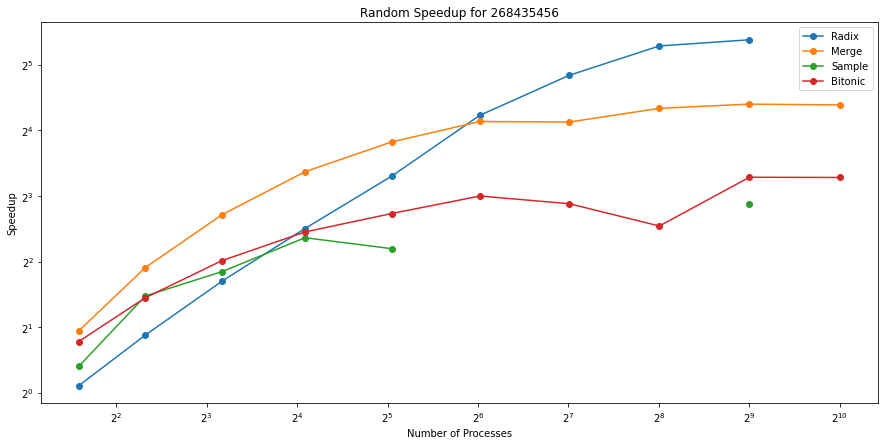 Random Speedup for 268435456
Radix
Merge
Sample
Bitonic
Speedup
2^5
2^4
2^3
2^2
2^1
2^0
2^2 2^3 2^4 2^5 2^6 2^7 2^8 2^9 2^10
Number of Processes